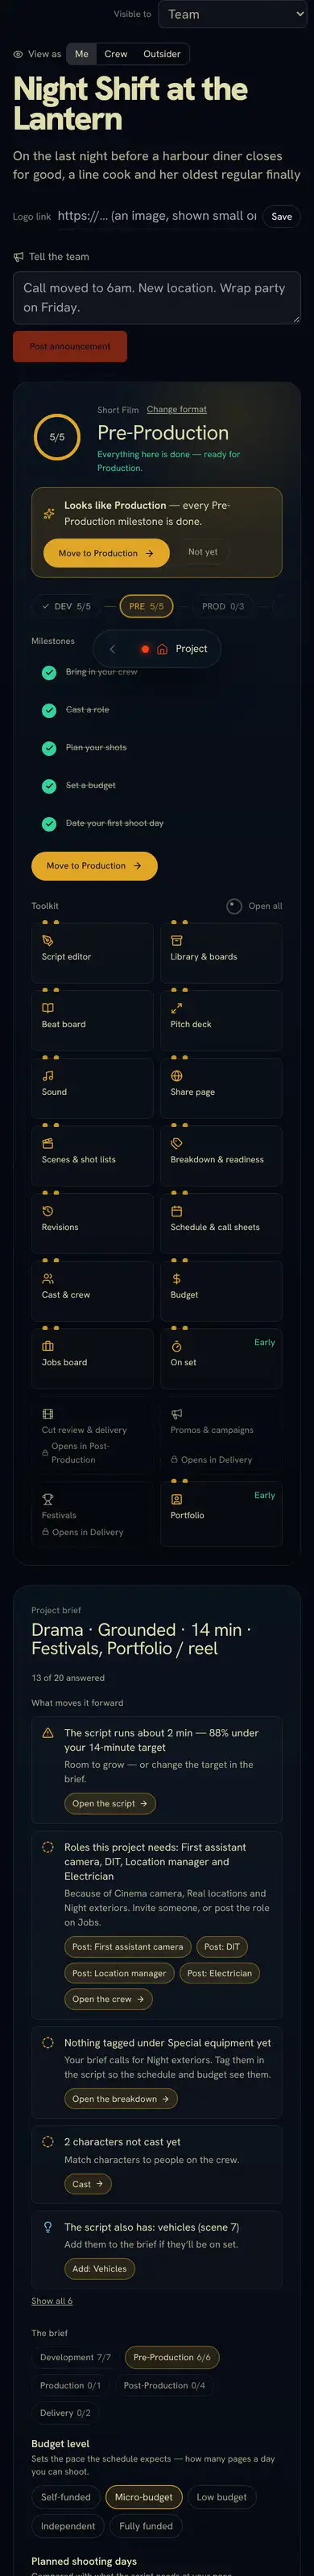 Visible to Team
View as Me Crew Outsider
Night Shift at the
Lantern
On the last night before a harbour diner closes
for good, a line cook and her oldest regular finally
Logo link https://... (an image, shown small or Save
Tell the team
Call moved to 6am. New location. Wrap party
on Friday.
Post announcement
5/5
Short Film Change format
Pre-Production
Everything here is done — ready for
Production.
Looks like Production — every Pre-
Production milestone is done.
Move to Production → Not yet
DEV 5/5 PRE 5/5 PROD 0/3
Milestones
Project
Bring in your crew
Cast a role
Plan your shots
Set a budget
Date your first shoot day
Move to Production →
Toolkit Open all
Script editor Library & boards
Beat board Pitch deck
Sound Share page
Scenes & shot lists Breakdown & readiness
Revisions Schedule & call sheets
Cast & crew Budget
Early
Jobs board On set
Cut review & delivery Promos & campaigns
Opens in Post-
Production
Opens in Delivery
Early
Festivals Portfolio
Opens in Delivery
Project brief
Drama · Grounded · 14 min ·
Festivals, Portfolio / reel
13 of 20 answered
What moves it forward
The script runs about 2 min — 88% under
your 14-minute target
Room to grow — or change the target in the
brief.
Open the script →
Roles this project needs: First assistant
camera, DIT, Location manager and
Electrician
Because of Cinema camera, Real locations and
Night exteriors. Invite someone, or post the role
on Jobs.
Post: First assistant camera Post: DIT
Post: Location manager Post: Electrician
Open the crew →
Nothing tagged under Special equipment yet
Your brief calls for Night exteriors. Tag them in
the script so the schedule and budget see them.
Open the breakdown →
2 characters not cast yet
Match characters to people on the crew.
Cast →
The script also has: vehicles (scene 7)
Add them to the brief if they'll be on set.
Add: Vehicles
Show all 6
The brief
Development 7/7 Pre-Production 6/6
Production 0/1 Post-Production 0/4
Delivery 0/2
Budget level
Sets the pace the schedule expects — how many pages a day
you can shoot.
Self-funded Micro-budget Low budget
Independent Fully funded
Planned shooting days